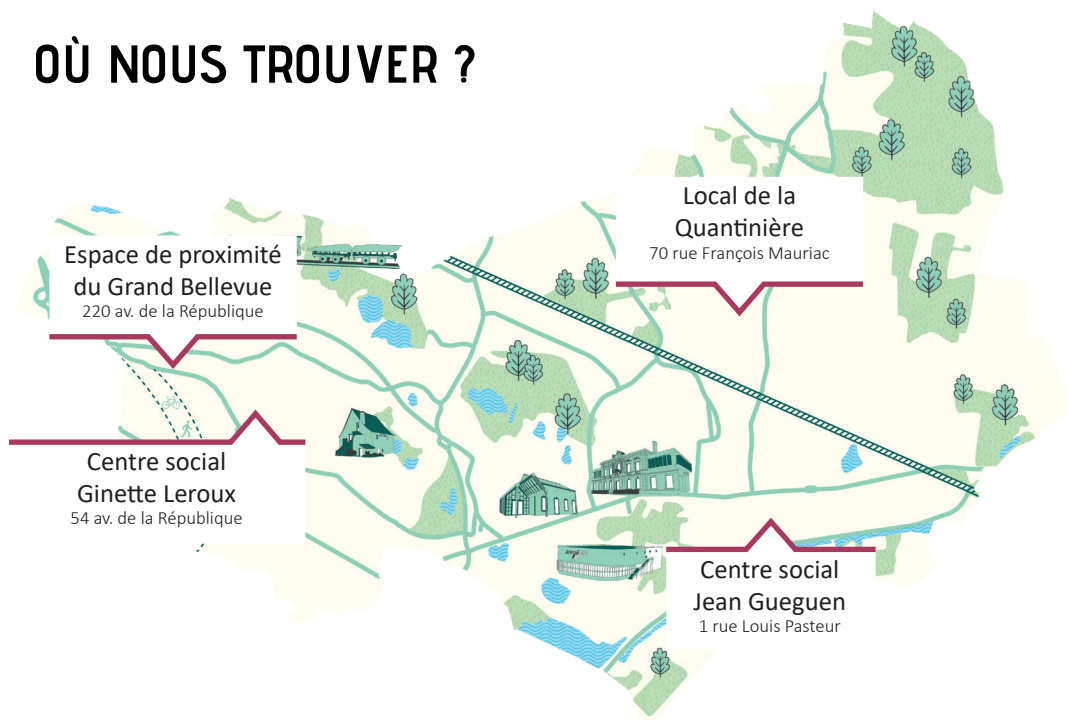 OÙ NOUS TROUVER ?
Local de la
Quantinière
70 rue François Mauriac
Espace de proximité
du Grand Bellevue
220 av. de la République
Centre social
Ginette Leroux
54 av. de la République
Centre social
Jean Gueguen
1 rue Louis Pasteur